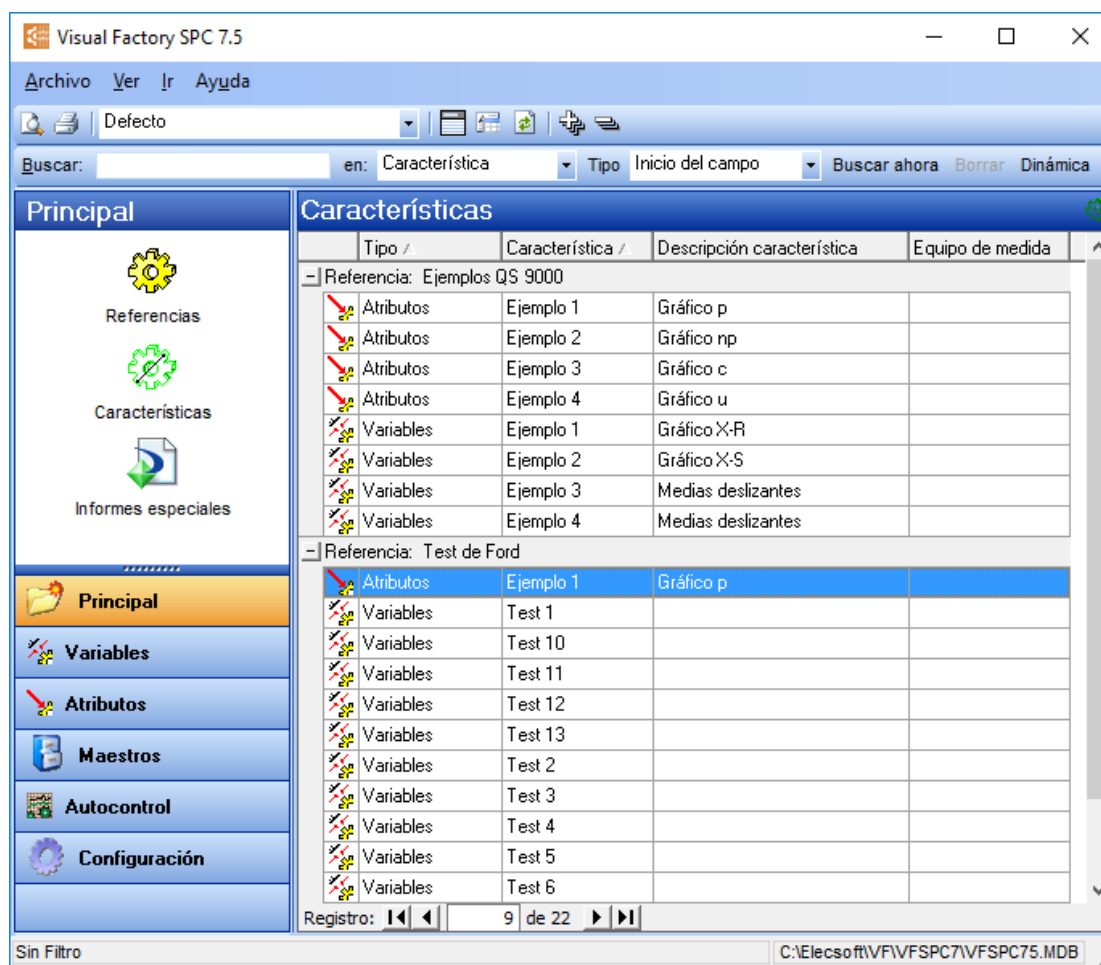 Visual Factory SPC 7.5
Archivo Ver Ir Ayuda
Defecto
Buscar: en: Característica Tipo Inicio del campo Buscar ahora Borrar Dinámica
Principal
Referencias
Características
Informes especiales
Principal
Variables
Atributos
Maestros
Autocontrol
Configuración
Características
Tipo Característica Descripción característica Equipo de medida
Referencia: Ejemplos QS 9000
Atributos Ejemplo 1 Gráfico p
Atributos Ejemplo 2 Gráfico np
Atributos Ejemplo 3 Gráfico c
Atributos Ejemplo 4 Gráfico u
Variables Ejemplo 1 Gráfico X-R
Variables Ejemplo 2 Gráfico X-S
Variables Ejemplo 3 Medias deslizantes
Variables Ejemplo 4 Medias deslizantes
Referencia: Test de Ford
Atributos Ejemplo 1 Gráfico p
Variables Test 1
Variables Test 10
Variables Test 11
Variables Test 12
Variables Test 13
Variables Test 2
Variables Test 3
Variables Test 4
Variables Test 5
Variables Test 6
Registro: 9 de 22
Sin Filtro C:\Elecsoft\VF\VFSPC7\VFSPC75.MDB